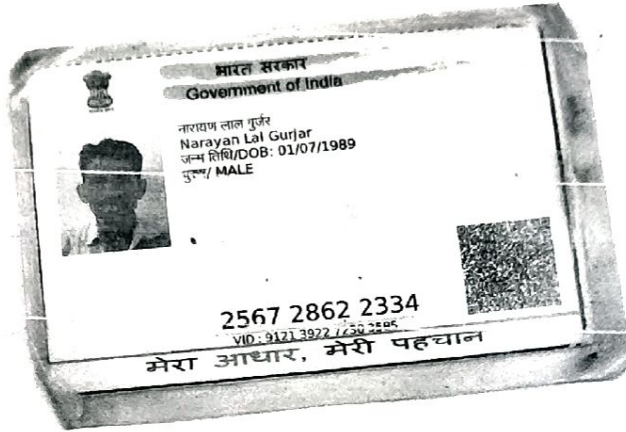 भारत सरकार
Government of India
नारायण लाल गुर्जर
Narayan Lal Gurjar
जन्म तिथि/DOB: 01/07/1989
पुरुष/ MALE
2567 2862 2334
VID : 9121 3922
मेरा आधार, मेरी पहचान